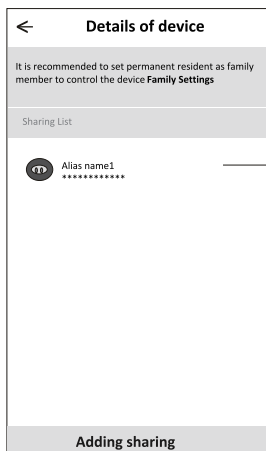 Details of device
It is recommended to set permanent resident as family
member to control the device Family Settings
Sharing List
Alias name1
************
Adding sharing